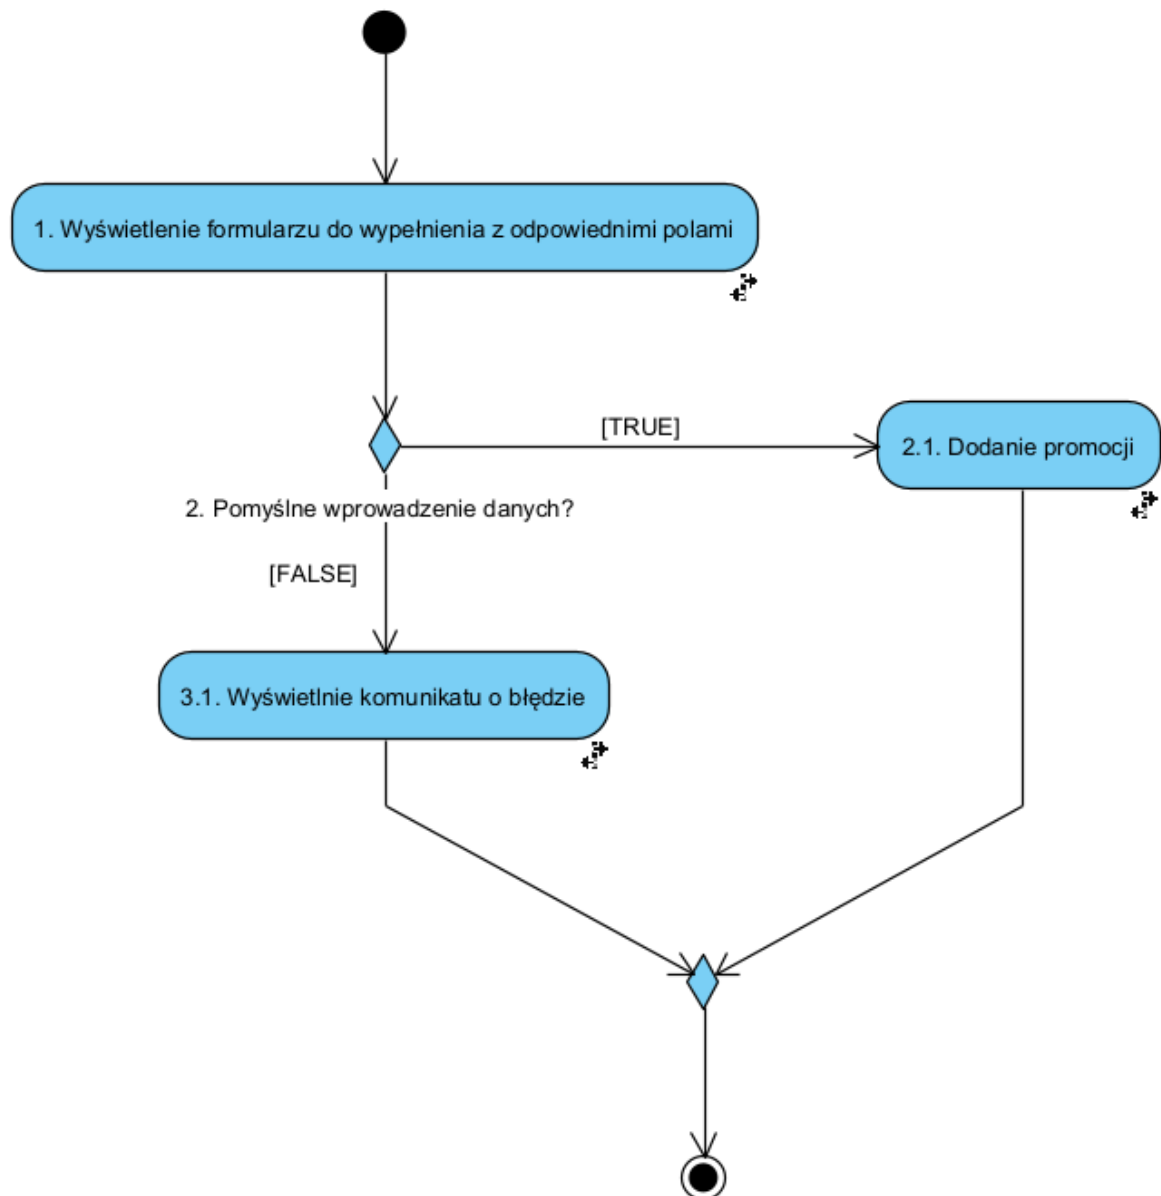 1. Wyświetlenie formularzu do wypełnienia z odpowiednimi polami
[TRUE]
2.1. Dodanie promocji
2. Pomyślne wprowadzenie danych?
[FALSE]
3.1. Wyświetlnie komunikatu o błędzie